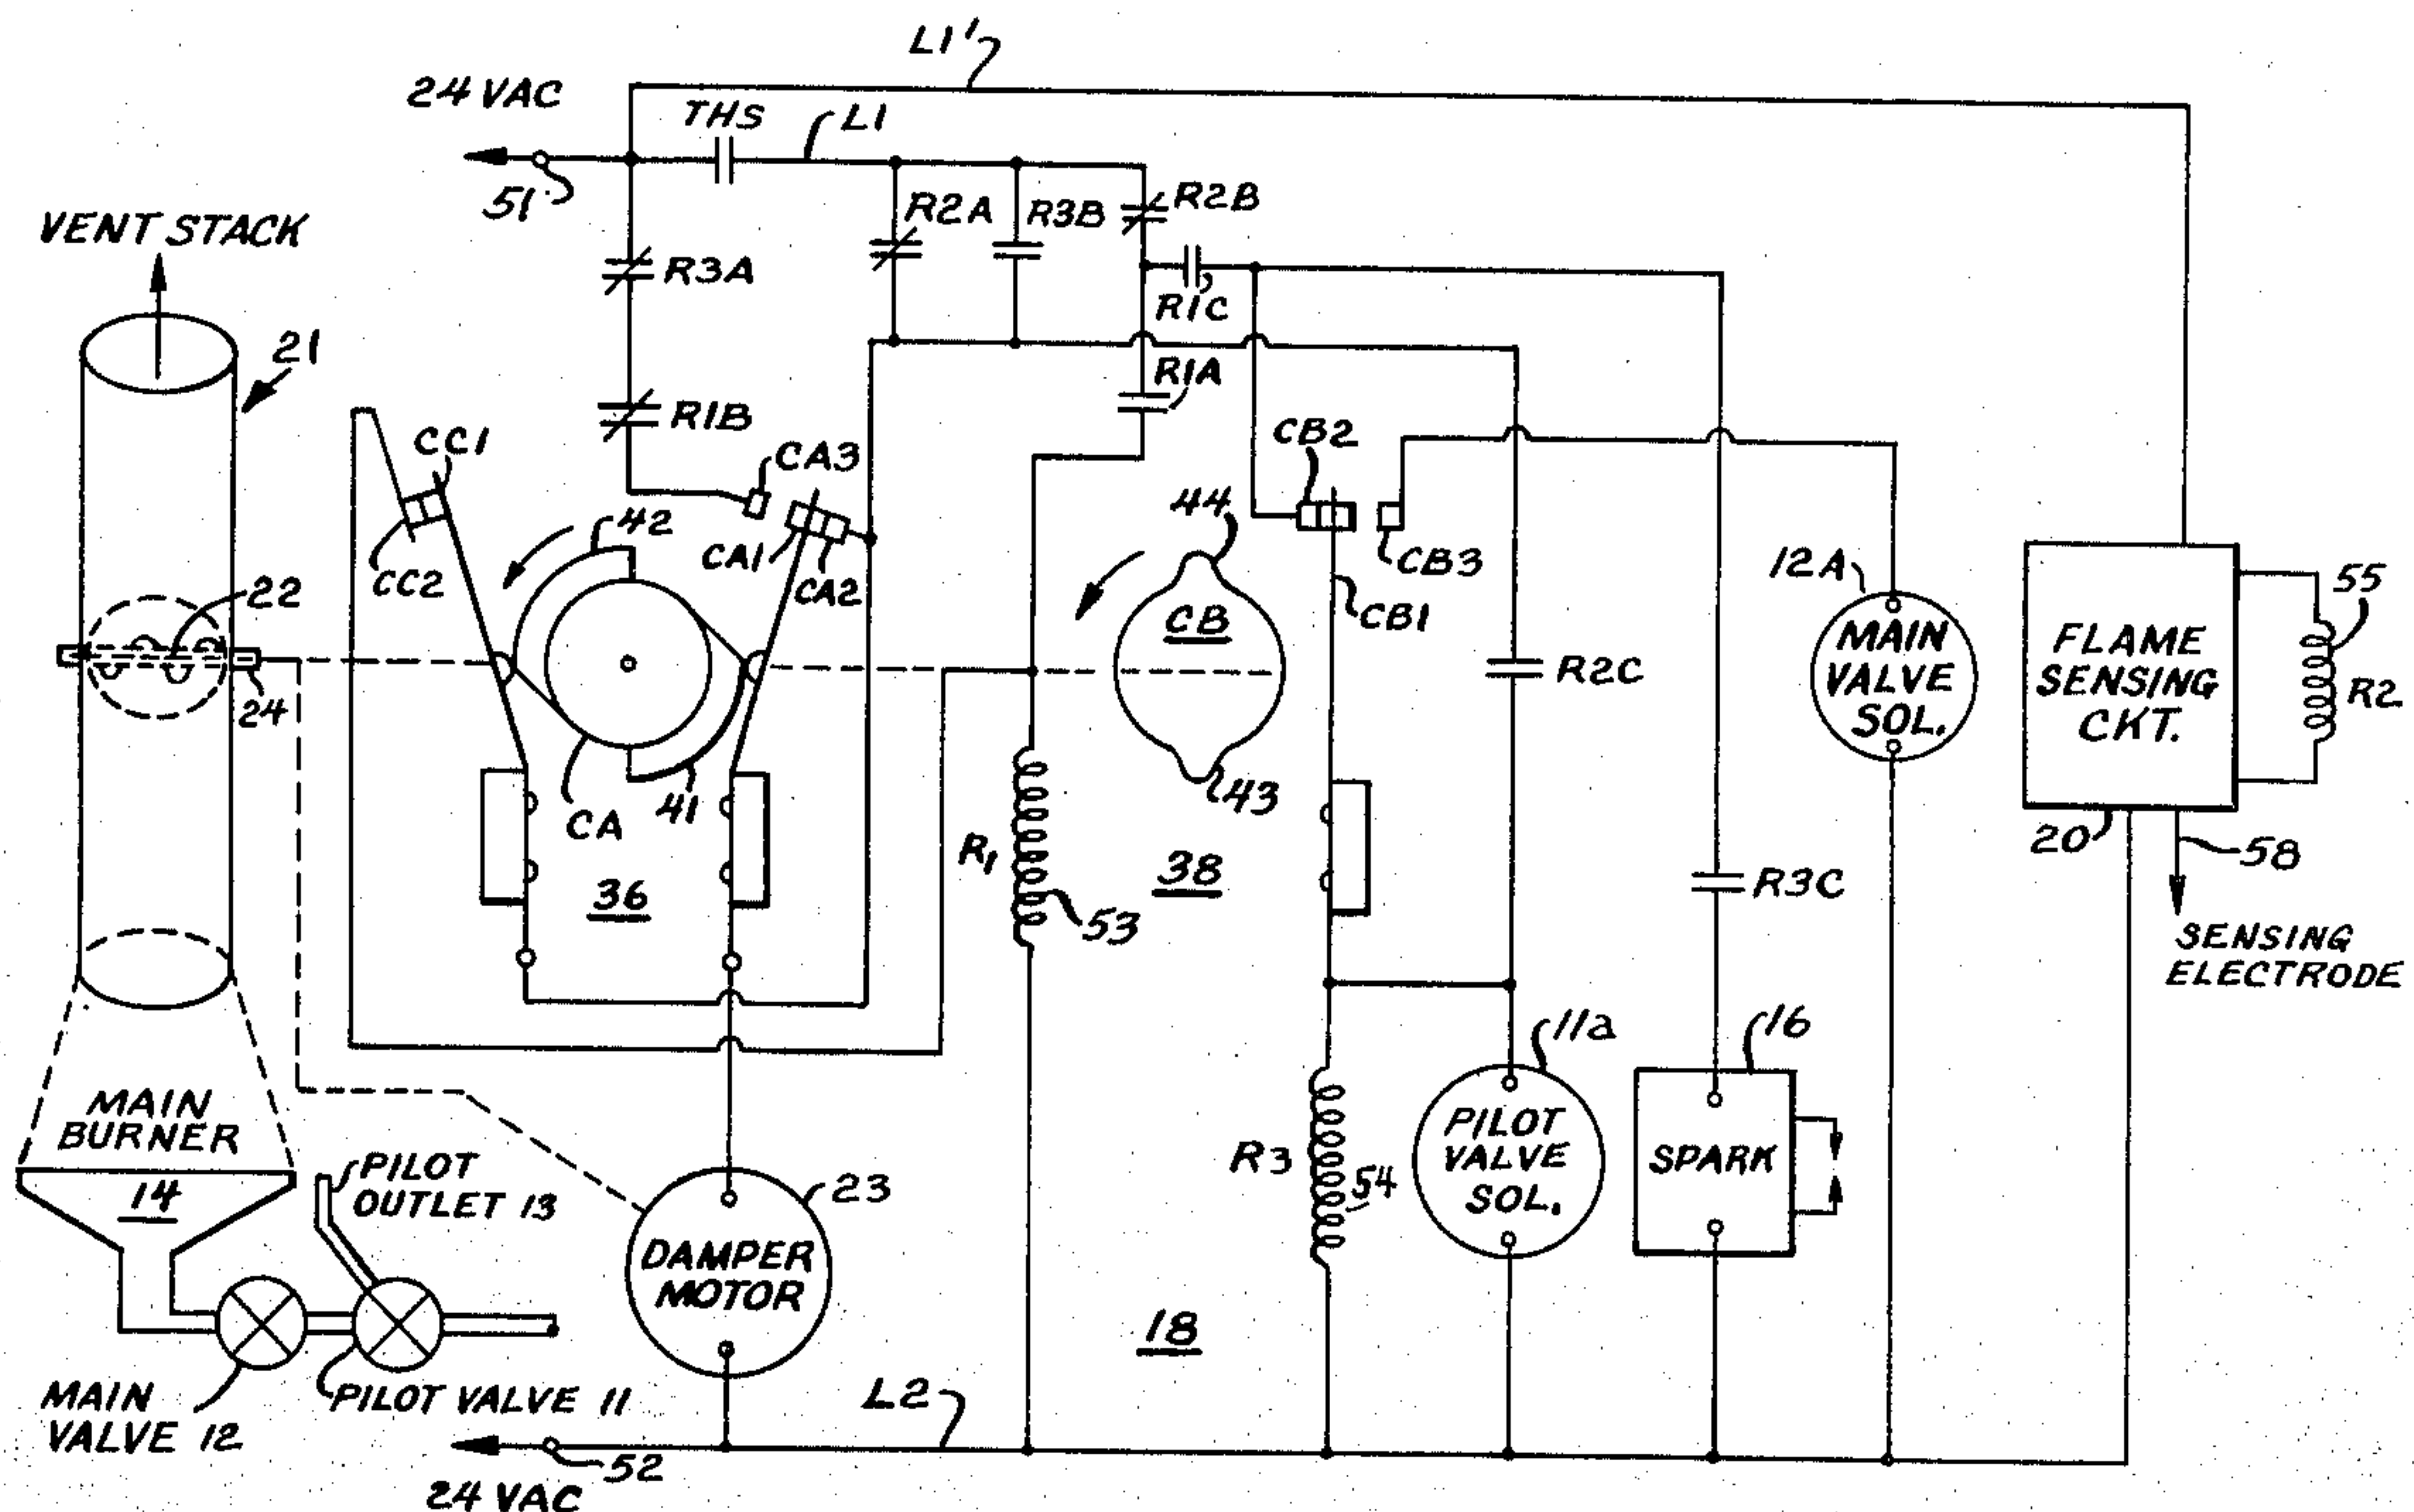 L1'
24 VAC
THS
L1
51
VENT STACK
R2A
R3B
R2B
R3A
R1C
21
R1B
R1A
CC1
CA3
CB2
44
42
CA1
CA2
CC2
CB3
12A
55
22
CB
CB1
MAIN
VALVE
SOL.
FLAME
SENSING
CKT.
R2C
R2
24
41
43
CA
20
58
R1
38
R3C
36
53
SENSING
ELECTRODE
11a
16
MAIN
BURNER
PILOT
OUTLET 13
14
R3
54
PILOT
VALVE
SOL.
SPARK
23
DAMPER
MOTOR
18
MAIN
VALVE 12
PILOT VALVE 11
L2
52
24 VAC